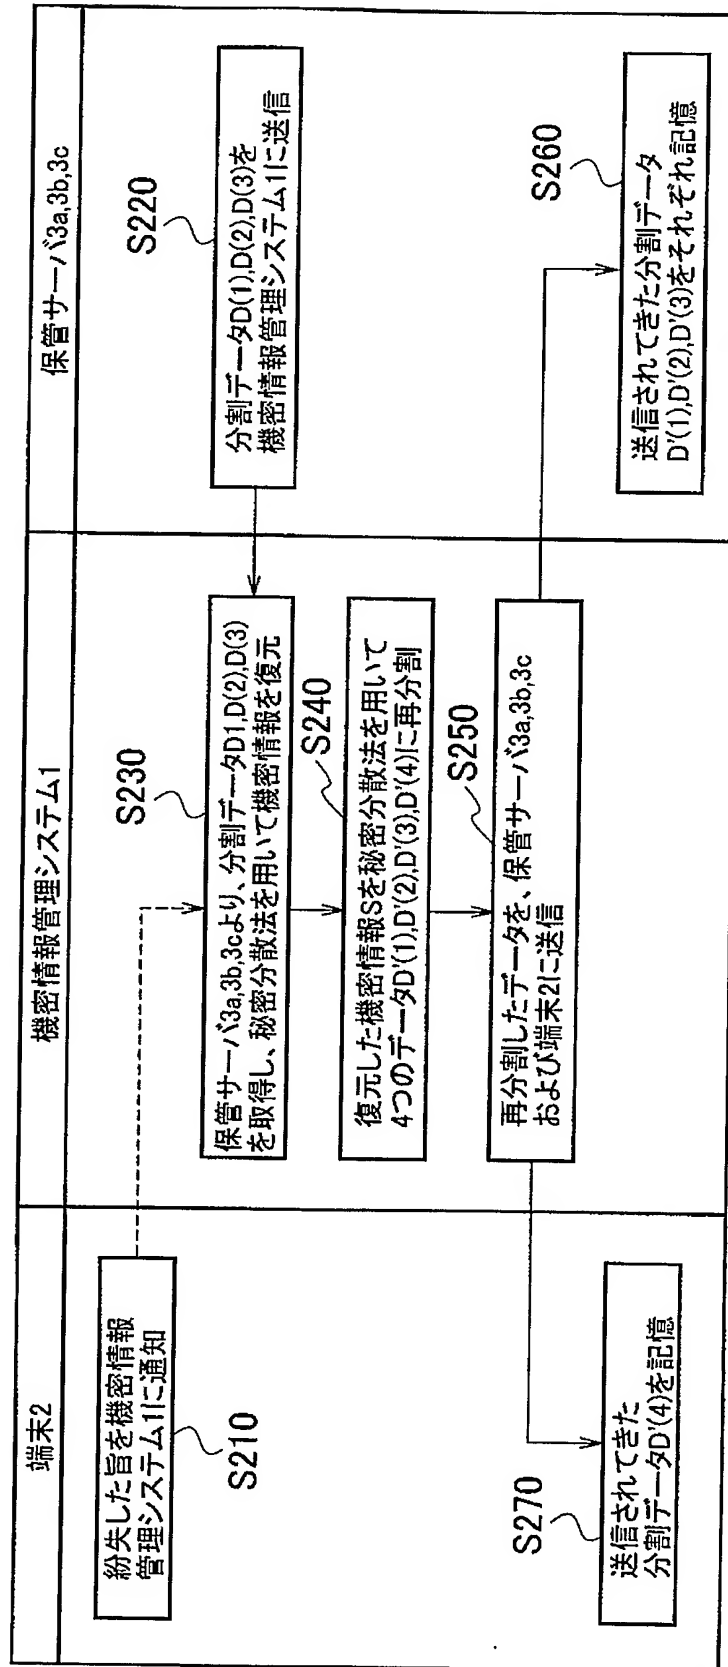 端末2
機密情報管理システム1
保管サーバ3a,3b,3c
紛失した旨を機密情報
管理システム1に通知
S210
分割データD(1),D(2),D(3)を
機密情報管理システム1に送信
S220
保管サーバ3a,3b,3cより、分割データD1,D(2),D(3)
を取得し、秘密分散法を用いて機密情報を復元
S230
復元した機密情報Sを秘密分散法を用いて
4つのデータD'(1),D'(2),D'(3),D'(4)に再分割
S240
再分割したデータを、保管サーバ3a,3b,3c
および端末2に送信
S250
送信されてきた分割データ
D'(1),D'(2),D'(3)をそれぞれ記憶
S260
送信されてきた
分割データD'(4)を記憶
S270